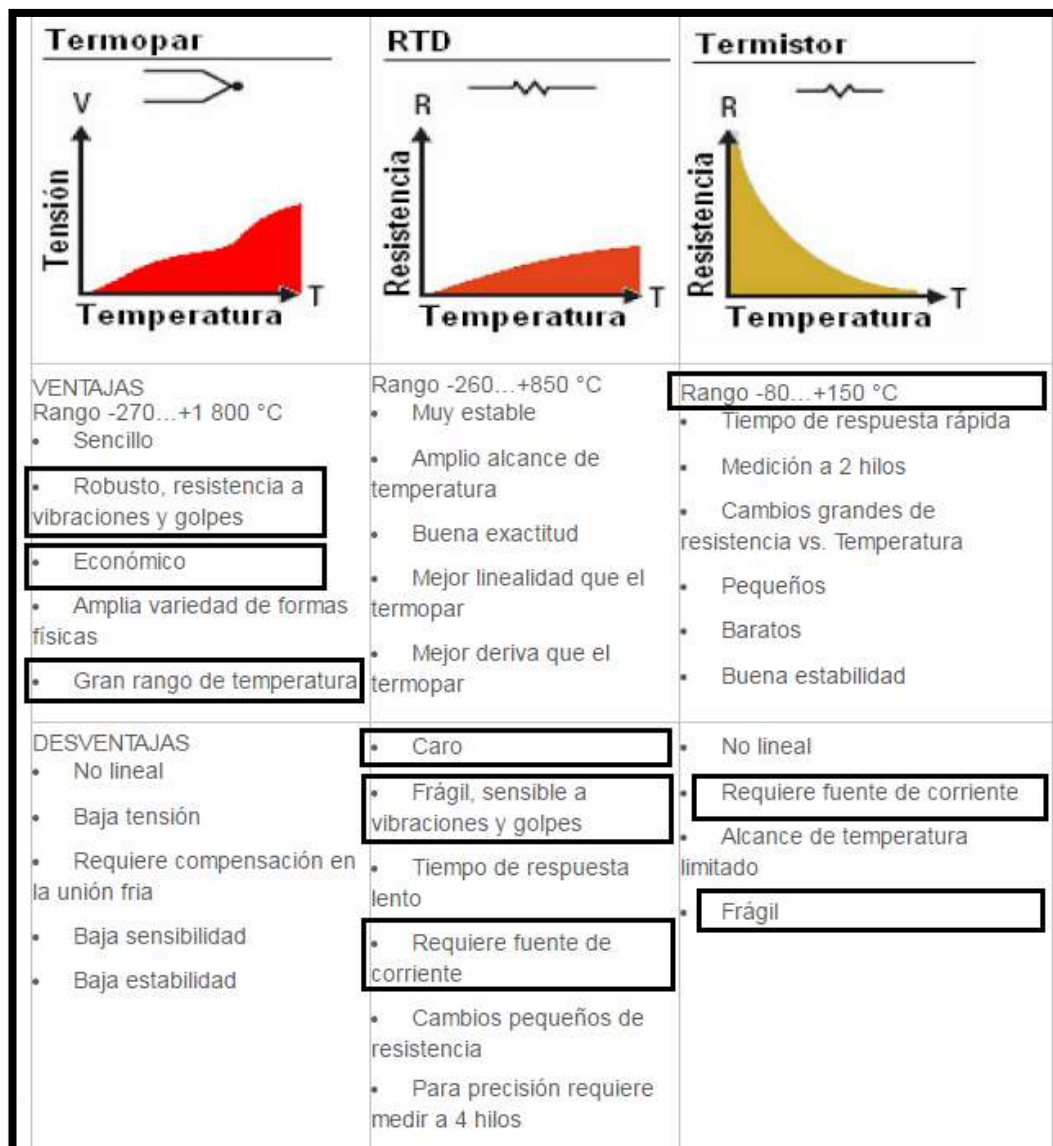 Termopar
V
Tensión
T
Temperatura
RTD
R
Resistencia
T
Temperatura
Termistor
R
Resistencia
T
Temperatura
VENTAJAS
Rango -270...+1 800 °C
• Sencillo
• Robusto, resistencia a
vibraciones y golpes
• Económico
• Amplia variedad de formas
físicas
• Gran rango de temperatura
Rango -260...+850 °C
• Muy estable
• Amplio alcance de
temperatura
• Buena exactitud
• Mejor linealidad que el
termopar
• Mejor deriva que el
termopar
Rango -80...+150 °C
• Tiempo de respuesta rápida
• Medición a 2 hilos
• Cambios grandes de
resistencia vs. Temperatura
• Pequeños
• Baratos
• Buena estabilidad
DESVENTAJAS
• No lineal
• Baja tensión
• Requiere compensación en
la unión fria
• Baja sensibilidad
• Baja estabilidad
• Caro
• Frágil, sensible a
vibraciones y golpes
• Tiempo de respuesta
lento
• Requiere fuente de
corriente
• Cambios pequeños de
resistencia
• Para precisión requiere
medir a 4 hilos
• No lineal
• Requiere fuente de corriente
• Alcance de temperatura
limitado
• Frágil